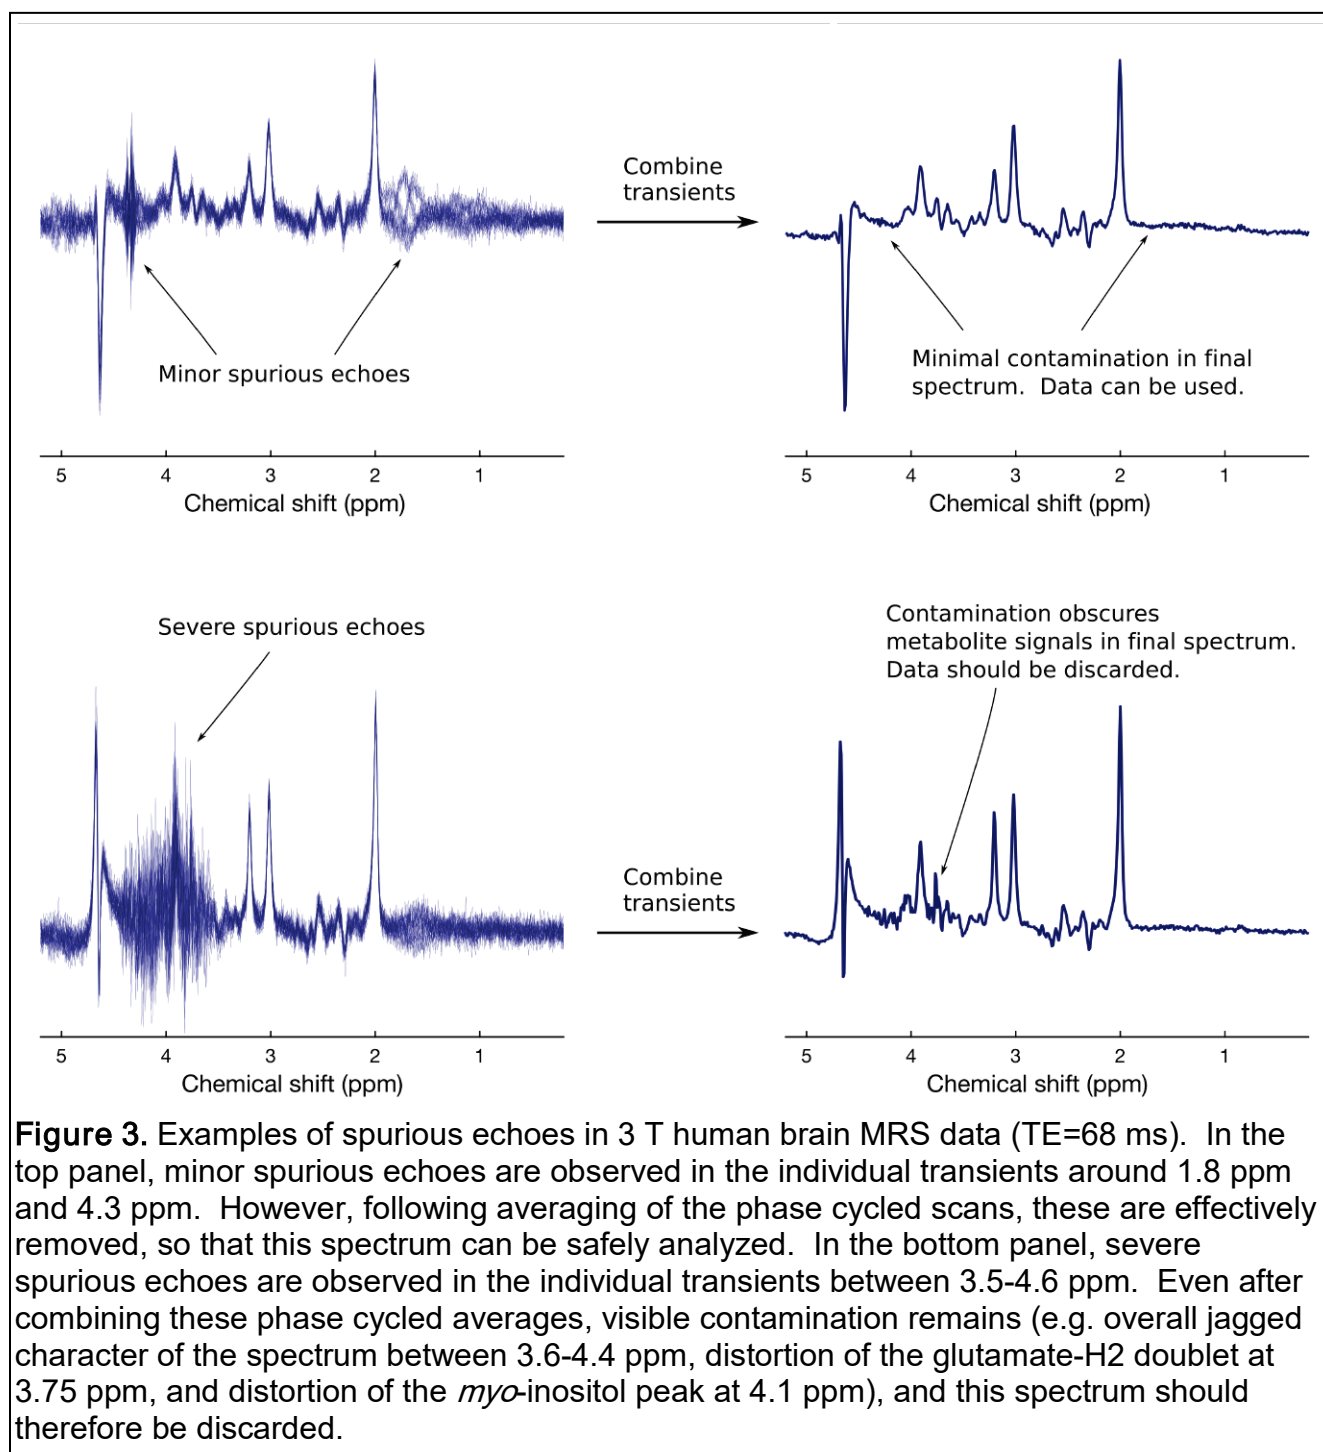 Combine
transients
Minor spurious echoes
Minimal contamination in final
spectrum.  Data can be used.
5 4 3 2 1
Chemical shift (ppm)
5 4 3 2 1
Chemical shift (ppm)
Severe spurious echoes
Contamination obscures
metabolite signals in final spectrum.
Data should be discarded.
Combine
transients
5 4 3 2 1
Chemical shift (ppm)
5 4 3 2 1
Chemical shift (ppm)
Figure 3. Examples of spurious echoes in 3 T human brain MRS data (TE=68 ms).  In the
top panel, minor spurious echoes are observed in the individual transients around 1.8 ppm
and 4.3 ppm.  However, following averaging of the phase cycled scans, these are effectively
removed, so that this spectrum can be safely analyzed.  In the bottom panel, severe
spurious echoes are observed in the individual transients between 3.5-4.6 ppm.  Even after
combining these phase cycled averages, visible contamination remains (e.g. overall jagged
character of the spectrum between 3.6-4.4 ppm, distortion of the glutamate-H2 doublet at
3.75 ppm, and distortion of the myo-inositol peak at 4.1 ppm), and this spectrum should
therefore be discarded.